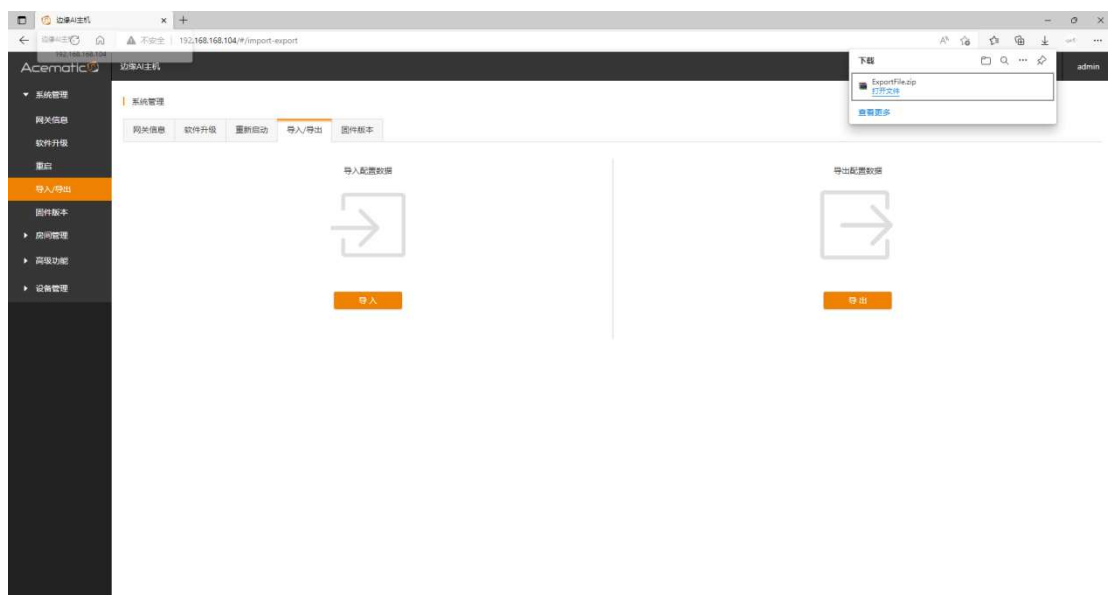 边缘AI主机
不安全
192.168.168.104/#/import-export
192.168.168.104
Acematic
边缘AI主机
admin
下载
ExportFile.zip
打开文件
查看更多
系统管理
网关信息
软件升级
重启
导入/导出
固件版本
房间管理
高级功能
设备管理
系统管理
网关信息
软件升级
重新启动
导入/导出
固件版本
导入配置数据
导入
导出配置数据
导出